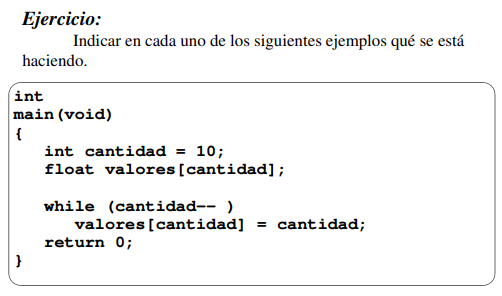 Ejercicio:
Indicar en cada uno de los siguientes ejemplos qué se está
haciendo.
int
main(void)
{
int cantidad = 10;
float valores[cantidad];
while (cantidad-- )
valores[cantidad] = cantidad;
return 0;
}